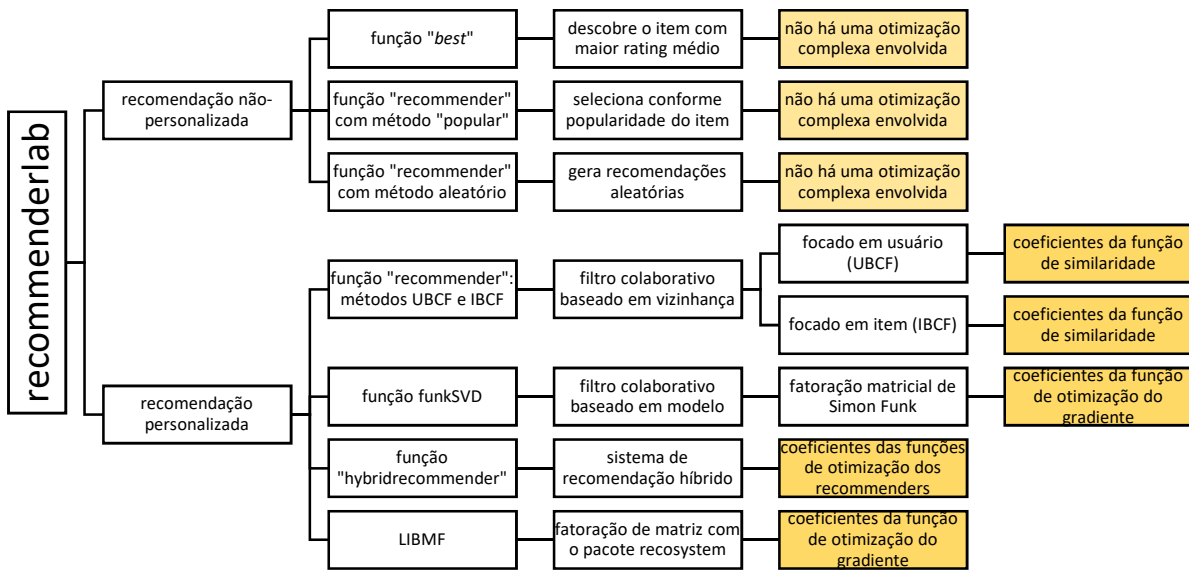 recommenderlab
recomendação não-
personalizada
função "best"
descobre o item com
maior rating médio
não há uma otimização
complexa envolvida
função "recommender"
com método "popular"
seleciona conforme
popularidade do item
não há uma otimização
complexa envolvida
função "recommender"
com método aleatório
gera recomendações
aleatórias
não há uma otimização
complexa envolvida
recomendação
personalizada
função "recommender":
métodos UBCF e IBCF
filtro colaborativo
baseado em vizinhança
focado em usuário
(UBCF)
coeficientes da função
de similaridade
focado em item (IBCF)
coeficientes da função
de similaridade
função funkSVD
filtro colaborativo
baseado em modelo
fatoração matricial de
Simon Funk
coeficientes da função
de otimização do
gradiente
função
"hybridrecommender"
sistema de
recomendação híbrido
coeficientes das funções
de otimização dos
recommenders
LIBMF
fatoração de matriz com
o pacote recosystem
coeficientes da função
de otimização do
gradiente